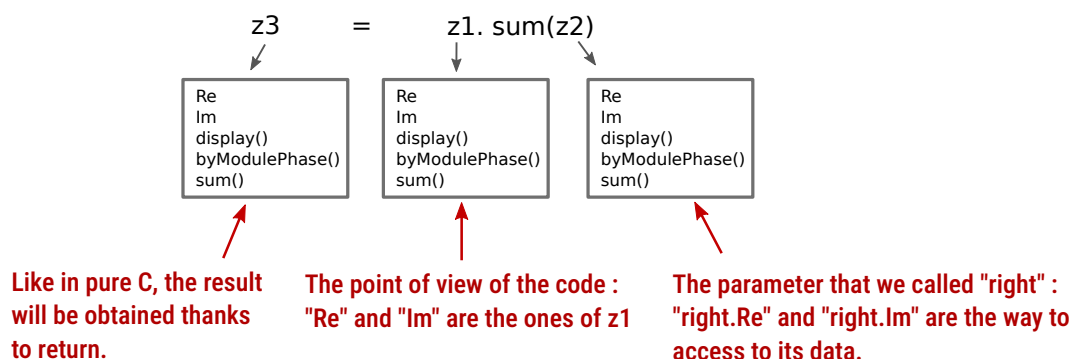 z3 = z1. sum(z2)
Re
Im
display()
byModulePhase()
sum()
Re
Im
display()
byModulePhase()
sum()
Re
Im
display()
byModulePhase()
sum()
Like in pure C, the result
will be obtained thanks
to return.
The point of view of the code :
"Re" and "Im" are the ones of z1
The parameter that we called "right" :
"right.Re" and "right.Im" are the way to
access to its data.